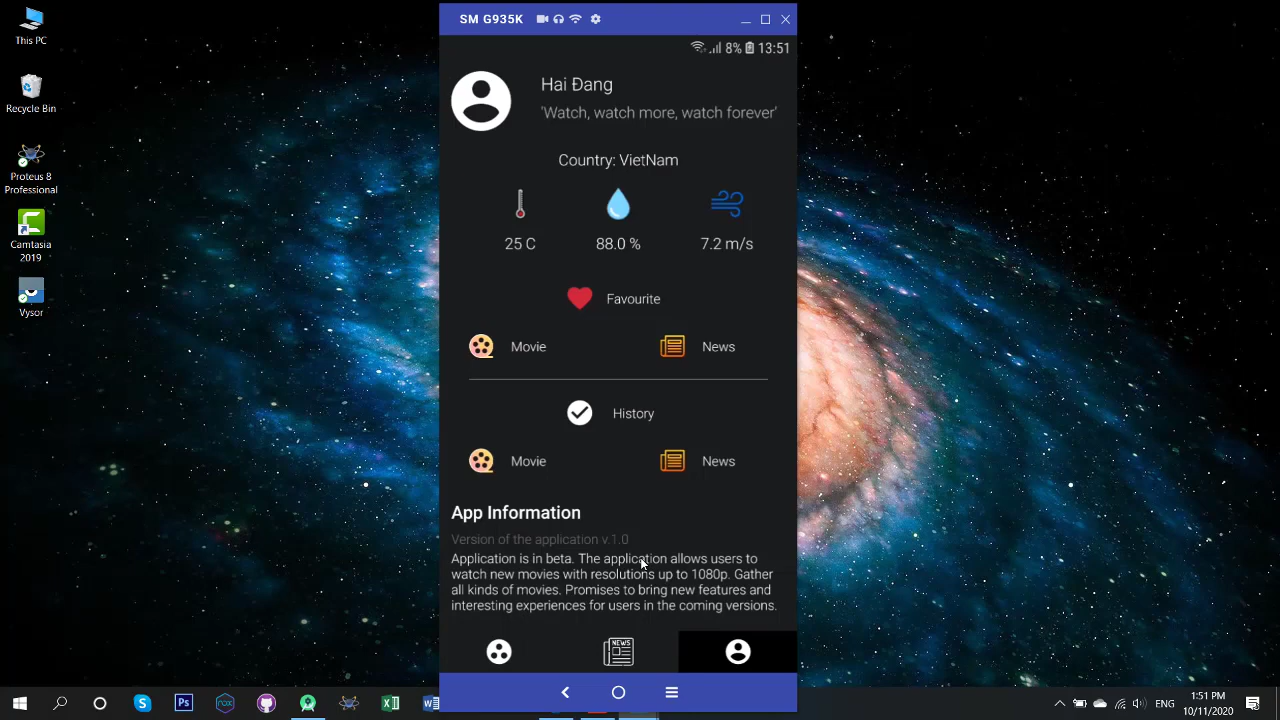 This PC
Recycle Bin
Proteus 8
Professional
Camtasia
2019
Vysor
SM G935K
8% 13:51
Hai Đang
'Watch, watch more, watch forever'
Country: VietNam
25 C 88.0 % 7.2 m/s
Favourite
Movie News
History
Movie News
App Information
Version of the application v.1.0
Application is in beta. The application allows users to
watch new movies with resolutions up to 1080p. Gather
all kinds of movies. Promises to bring new features and
interesting experiences for users in the coming versions.
NEWS
Ps
nox
ENG
1:51 PM
10/11/2020